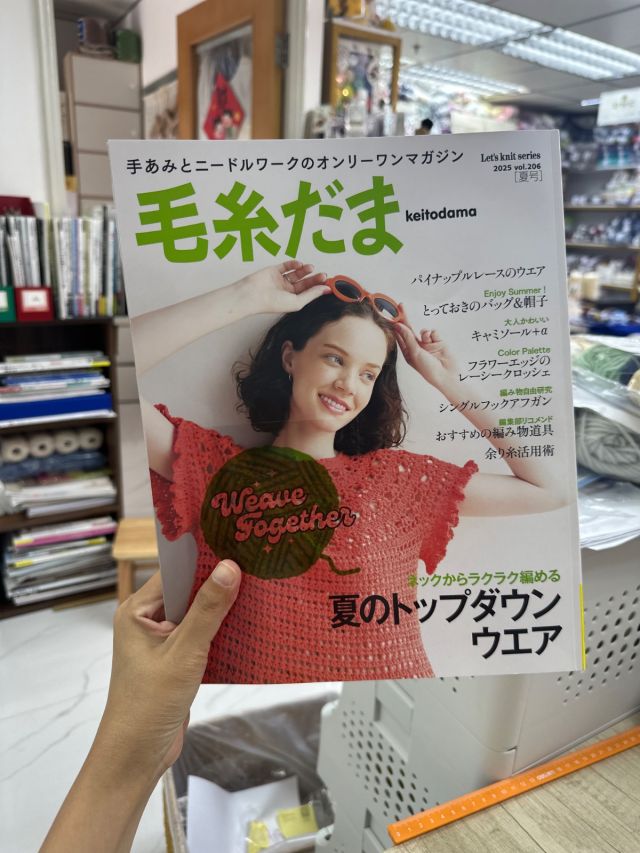 手あみとニードルワークのオンリーワンマガジン
Let's knit series
2025 vol.206
[夏号]
毛糸だま
keitodama
パイナップルレースのウエア
Enjoy Summer!
とっておきのバッグ&帽子
大人かわいい
キャミソール+α
Color Palette
フラワーエッジの
レーシークロッシェ
編み物自由研究
シングルフックアフガン
編集部リコメンド
おすすめの編み物道具
余り糸活用術
Weave
Together
ネックからラクラク編める
夏のトップダウン
ウエア